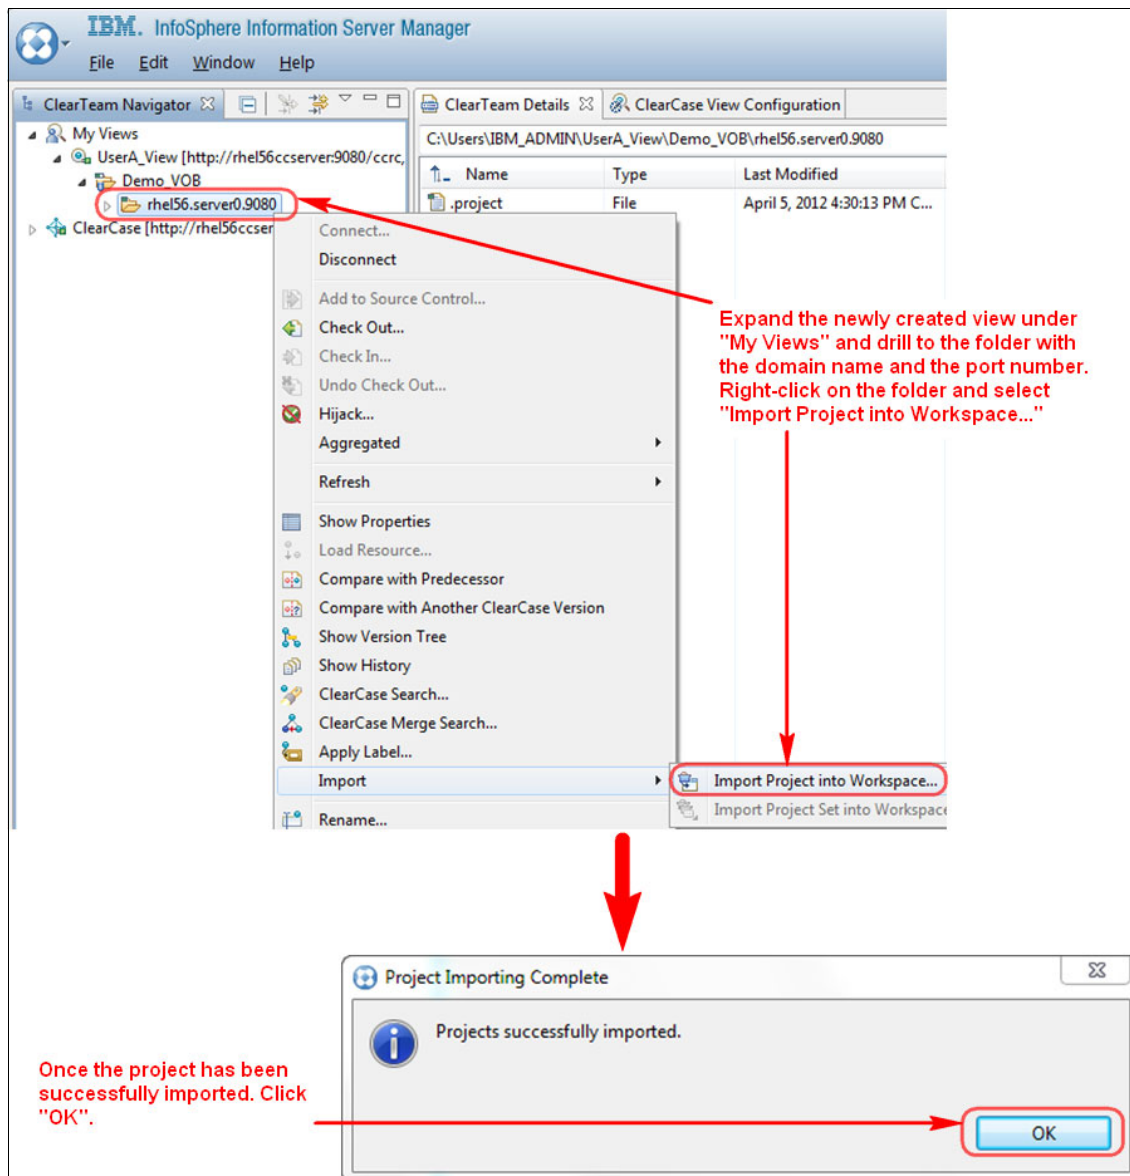 IBM. InfoSphere Information Server Manager
File Edit Window Help
ClearTeam Navigator
ClearTeam Details
ClearCase View Configuration
My Views
UserA_View [http://rhel56ccserver:9080/ccrc,
Demo_VOB
rhel56.server0.9080
ClearCase [http://rhel56ccser
C:\Users\IBM_ADMIN\UserA_View\Demo_VOB\rhel56.server0.9080
Name Type Last Modified
.project File April 5, 2012 4:30:13 PM C...
Connect...
Disconnect
Add to Source Control...
Check Out...
Check In...
Undo Check Out...
Hijack...
Aggregated
Refresh
Show Properties
Load Resource...
Compare with Predecessor
Compare with Another ClearCase Version
Show Version Tree
Show History
ClearCase Search...
ClearCase Merge Search...
Apply Label...
Import
Rename...
Import Project into Workspace...
Import Project Set into Workspace
Expand the newly created view under
"My Views" and drill to the folder with
the domain name and the port number.
Right-click on the folder and select
"Import Project into Workspace..."
Project Importing Complete
Projects successfully imported.
Once the project has been
successfully imported. Click
"OK".
OK